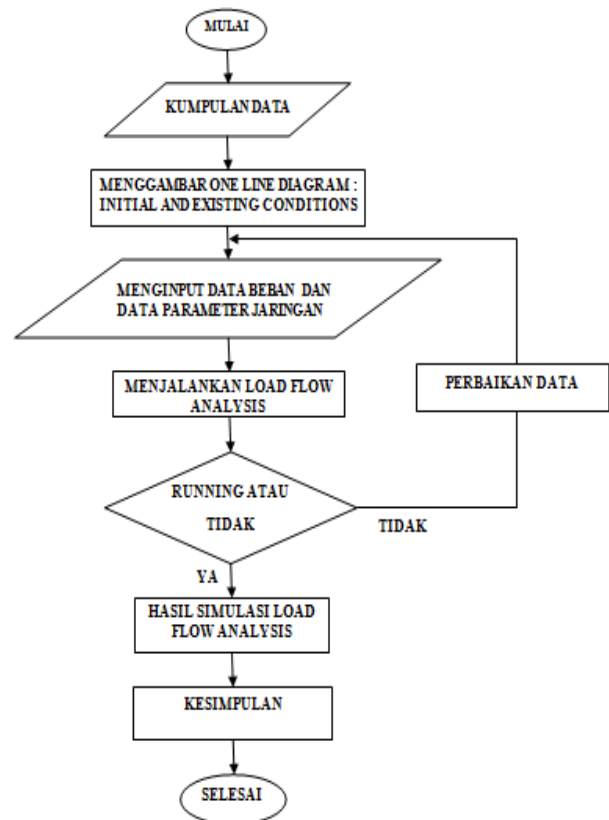 MULAI
KUMPULAN DATA
MENGGAMBAR ONE LINE DIAGRAM :
INITIAL AND EXISTING CONDITIONS
MENGINPUT DATA BEBAN DAN
DATA PARAMETER JARINGAN
MENJALANKAN LOAD FLOW
ANALYSIS
PERBAIKAN DATA
RUNNING ATAU
TIDAK
TIDAK
YA
HASIL SIMULASI LOAD
FLOW ANALYSIS
KESIMPULAN
SELESAI